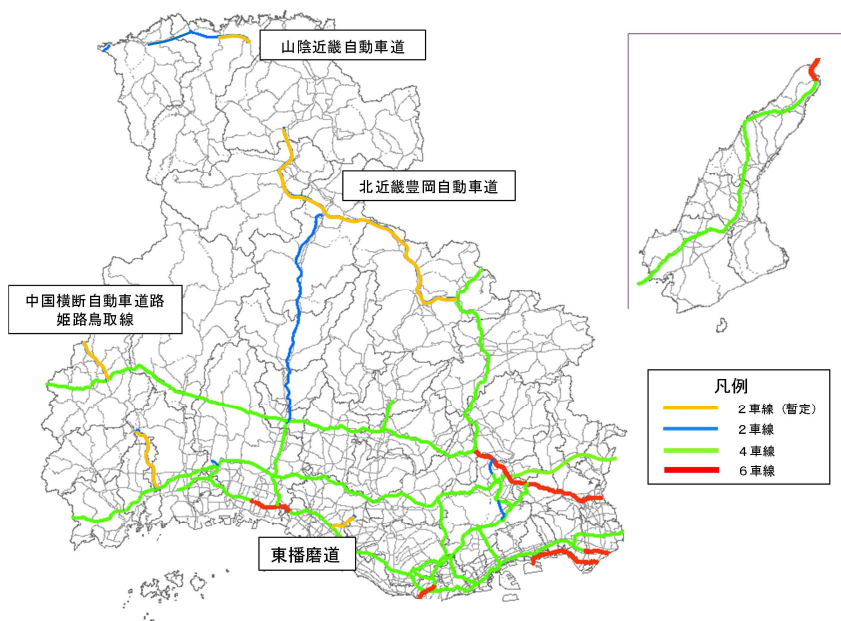 山陰近畿自動車道
北近畿豊岡自動車道
中国横断自動車道路
姫路鳥取線
東播磨道
凡例
2車線（暫定）
2車線
4車線
6車線